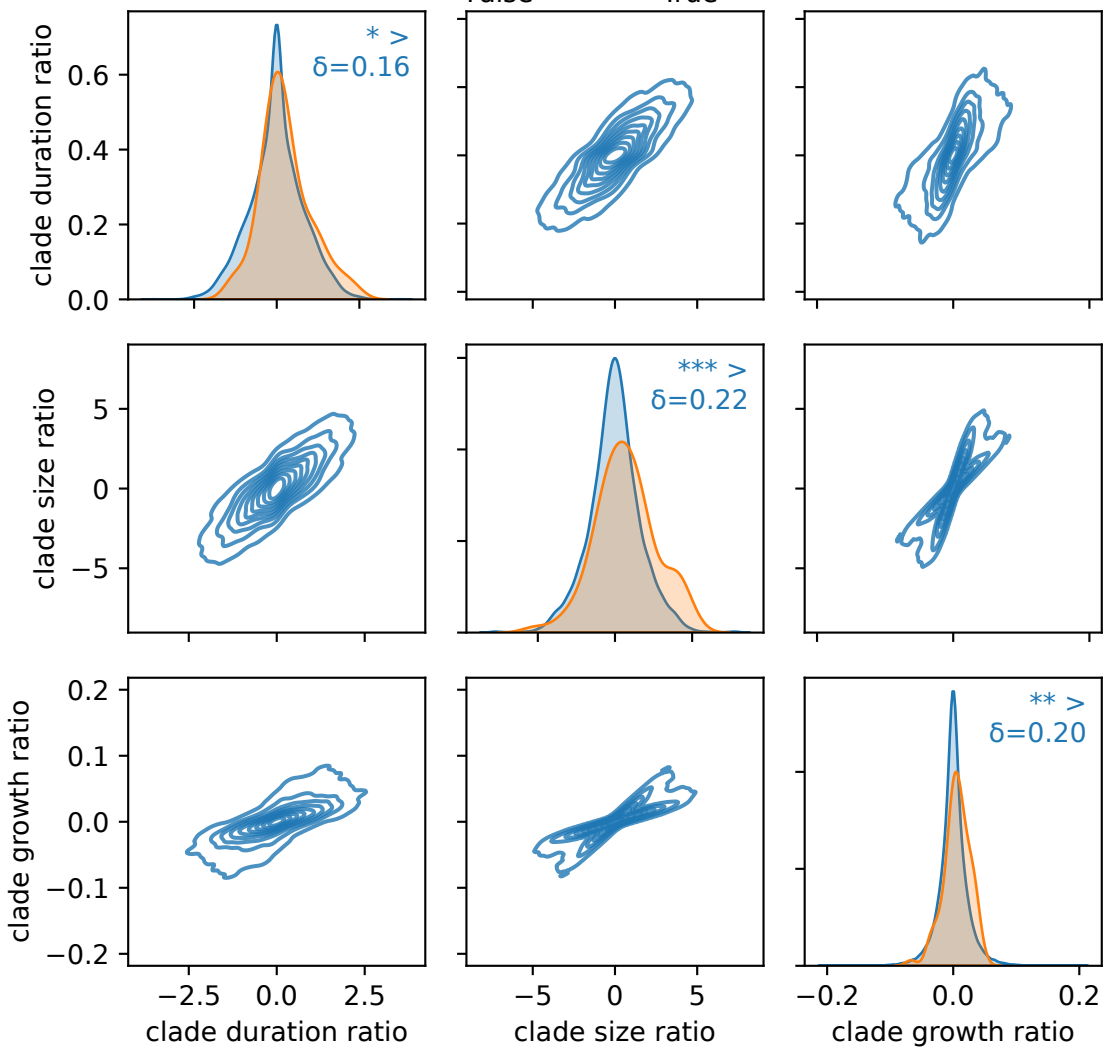 True
clade duration ratio
0.6
0.4
0.2
0.0
* >
δ=0.16
clade size ratio
5
0
−5
*** >
δ=0.22
clade growth ratio
0.2
0.1
0.0
−0.1
−0.2
** >
δ=0.20
−2.5 0.0 2.5
−5 0 5
−0.2 0.0 0.2
clade duration ratio
clade size ratio
clade growth ratio